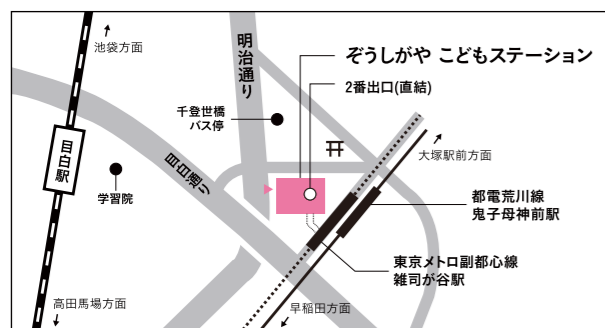 池袋方面
明治通り
ぞうしがや こどもステーション
2番出口(直結)
千登世橋
バス停
大塚駅前方面
目白駅
目白通り
学習院
都電荒川線
鬼子母神前駅
東京メトロ副都心線
雑司が谷駅
高田馬場方面
早稲田方面